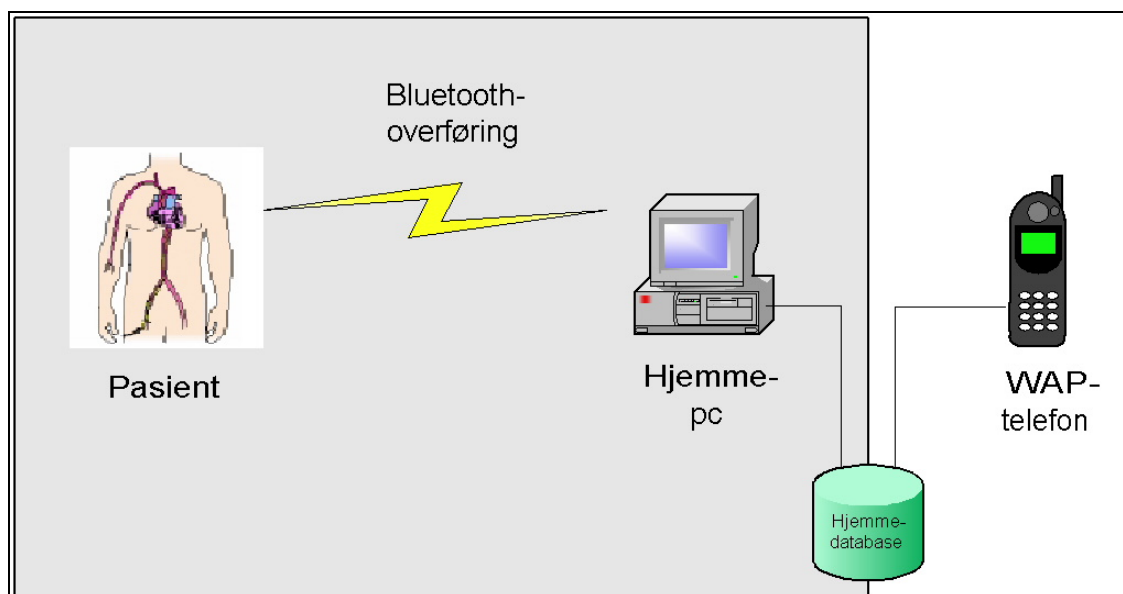 Bluetooth-
overføring
Pasient
Hjemme-
pc
WAP-
telefon
Hjemme-
database